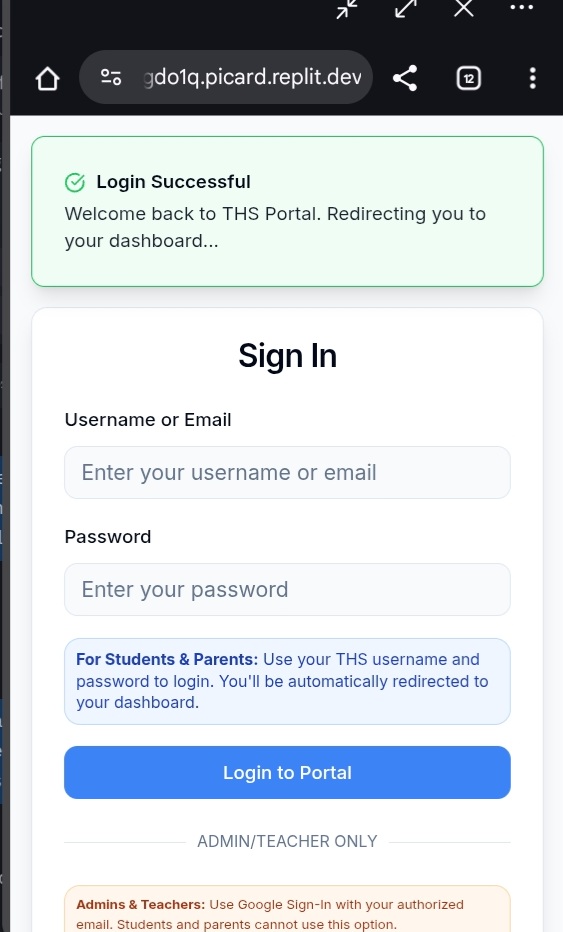 gdo1q.picard.replit.dev
12
Login Successful
Welcome back to THS Portal. Redirecting you to
your dashboard...
Sign In
Username or Email
Enter your username or email
Password
Enter your password
For Students & Parents: Use your THS username and
password to login. You'll be automatically redirected to
your dashboard.
Login to Portal
ADMIN/TEACHER ONLY
Admins & Teachers: Use Google Sign-In with your authorized
email. Students and parents cannot use this option.